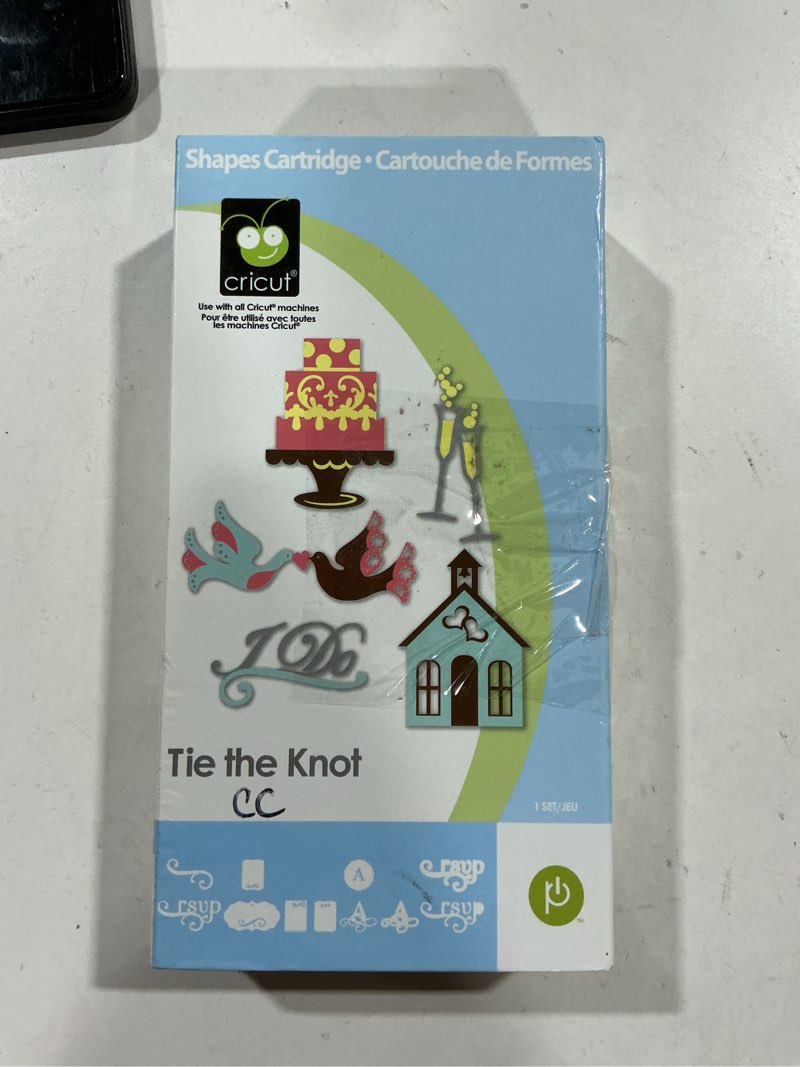 Shapes Cartridge • Cartouche de Formes
cricut®
Use with all Cricut® machines
Pour être utilisé avec toutes
les machines Cricut®
I Do
Tie the Knot
CC
1 SET/JEU
A
rsvp
rsvp
A
A
rsvp
TM